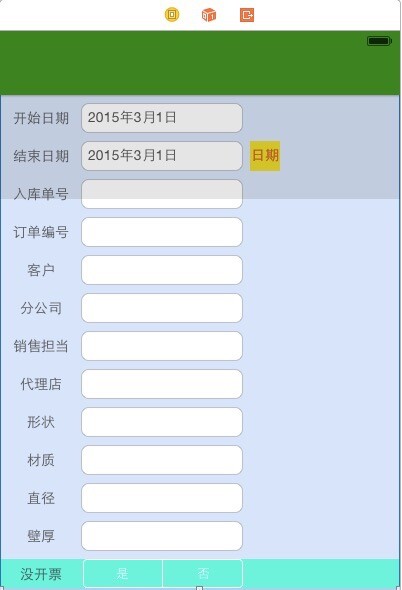 开始日期 2015年3月1日
结束日期 2015年3月1日 日期
入库单号
订单编号
客户
分公司
销售担当
代理店
形状
材质
直径
壁厚
没开票 是 否